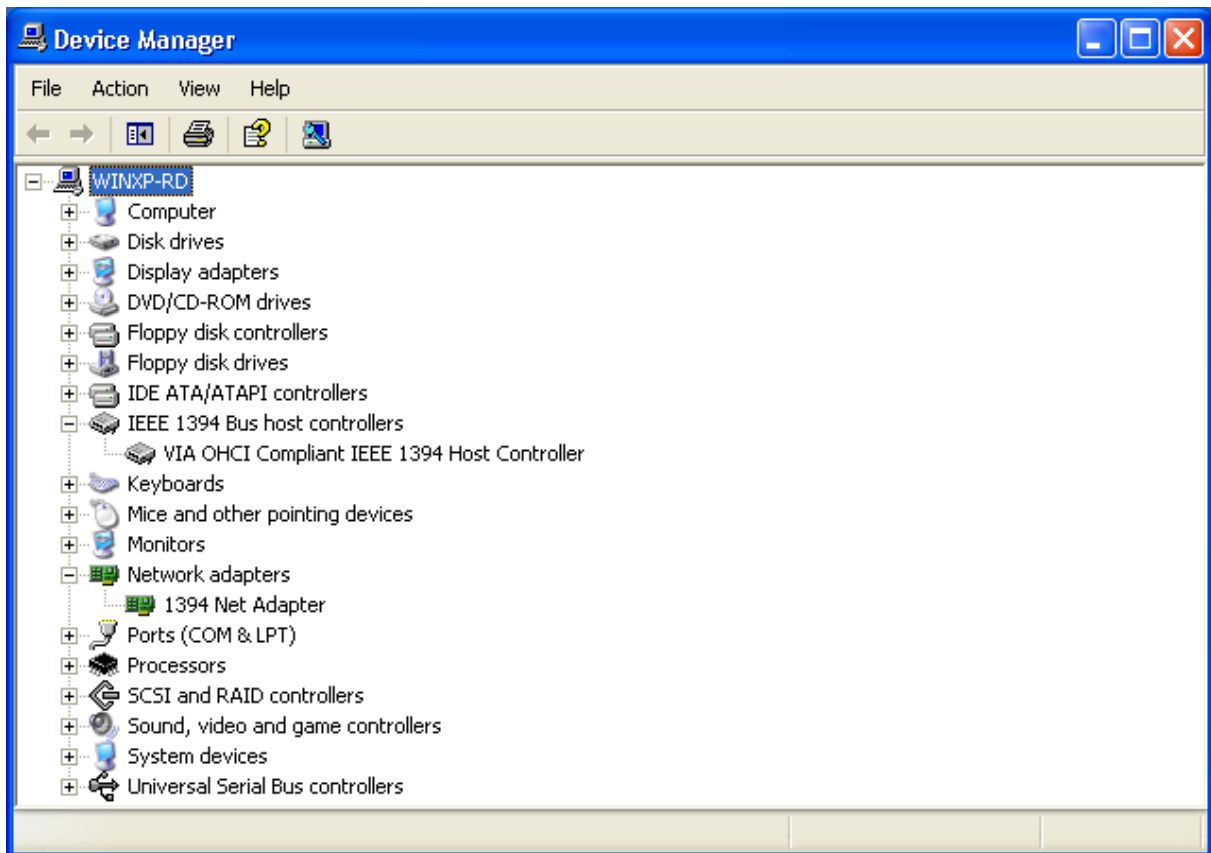 Device Manager
File Action View Help
WINXP-RD
Computer
Disk drives
Display adapters
DVD/CD-ROM drives
Floppy disk controllers
Floppy disk drives
IDE ATA/ATAPI controllers
IEEE 1394 Bus host controllers
VIA OHCI Compliant IEEE 1394 Host Controller
Keyboards
Mice and other pointing devices
Monitors
Network adapters
1394 Net Adapter
Ports (COM & LPT)
Processors
SCSI and RAID controllers
Sound, video and game controllers
System devices
Universal Serial Bus controllers